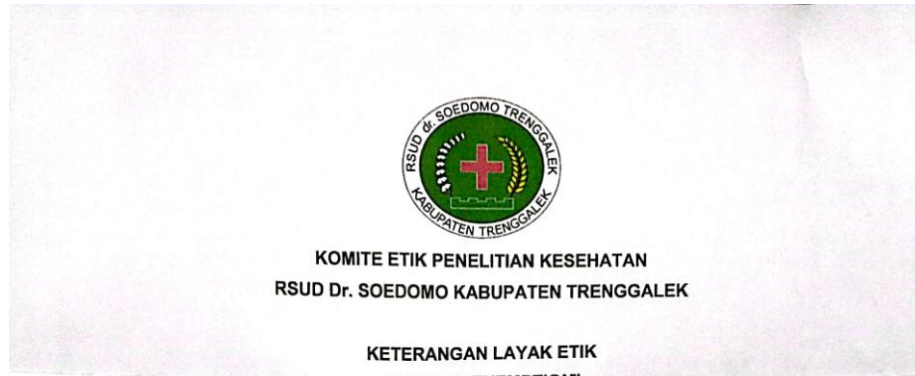 RSUD dr. SOEDOMO TRENGGALEK
KABUPATEN TRENGGALEK
KOMITE ETIK PENELITIAN KESEHATAN
RSUD Dr. SOEDOMO KABUPATEN TRENGGALEK
KETERANGAN LAYAK ETIK